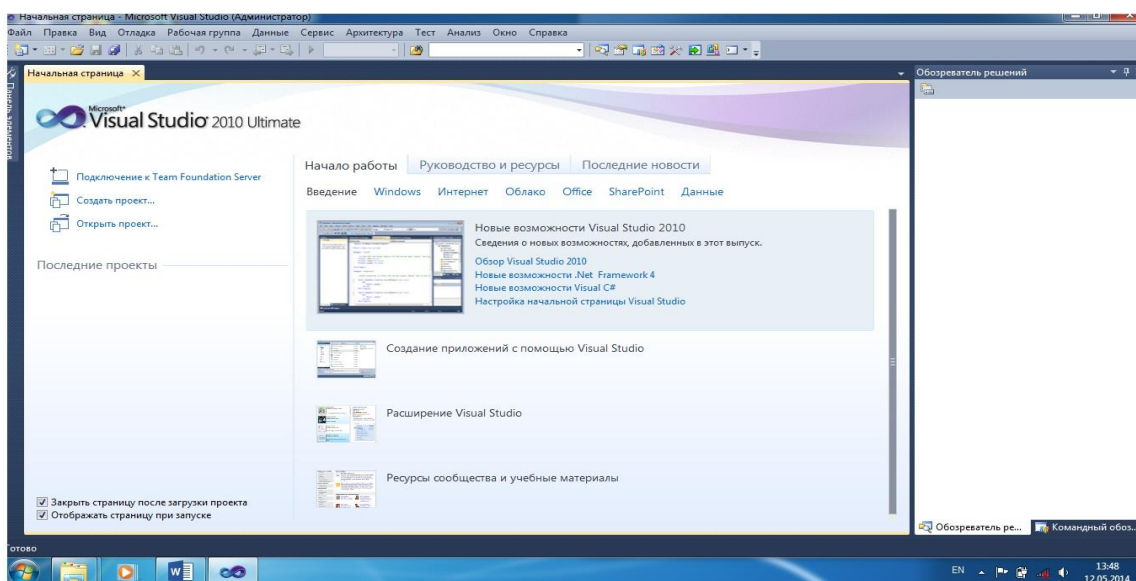 Начальная страница - Microsoft Visual Studio (Администратор)
Файл Правка Вид Отладка Рабочая группа Данные Сервис Архитектура Тест Анализ Окно Справка
Начальная страница
Обозреватель решений
Панель элементов
Microsoft
Visual Studio 2010 Ultimate
Подключение к Team Foundation Server
Создать проект...
Открыть проект...
Последние проекты
Начало работы Руководство и ресурсы Последние новости
Введение Windows Интернет Облако Office SharePoint Данные
Новые возможности Visual Studio 2010
Сведения о новых возможностях, добавленных в этот выпуск.
Обзор Visual Studio 2010
Новые возможности .Net Framework 4
Новые возможности Visual C#
Настройка начальной страницы Visual Studio
Создание приложений с помощью Visual Studio
Расширение Visual Studio
Ресурсы сообщества и учебные материалы
Закрыть страницу после загрузки проекта
Отображать страницу при запуске
Обозреватель ре... Командный обоз...
отово
EN
13:48
12.05.2014